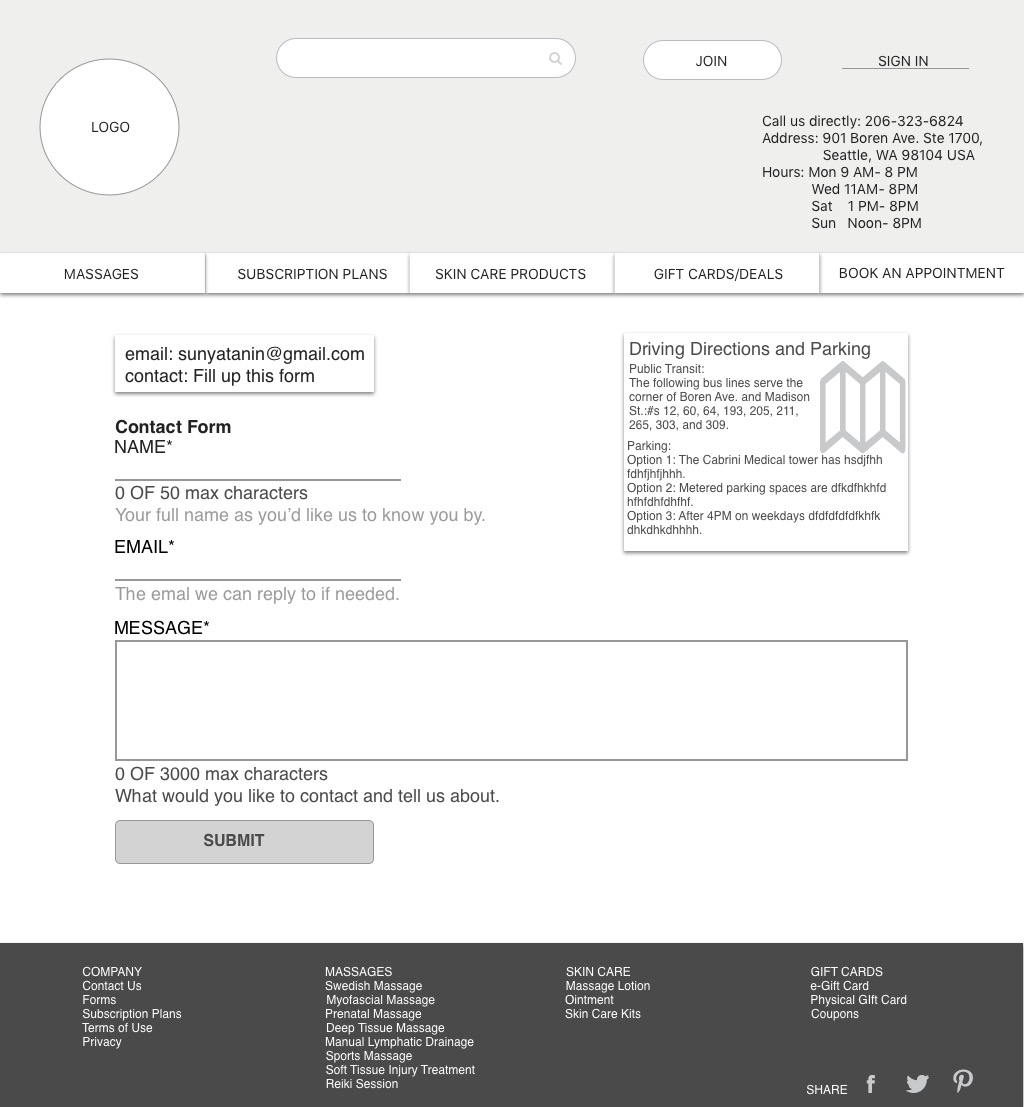 LOGO
JOIN
SIGN IN
Call us directly: 206-323-6824
Address: 901 Boren Ave. Ste 1700,
Seattle, WA 98104 USA
Hours: Mon 9 AM- 8 PM
Wed 11AM- 8PM
Sat 1 PM- 8PM
Sun Noon- 8PM
MASSAGES
SUBSCRIPTION PLANS
SKIN CARE PRODUCTS
GIFT CARDS/DEALS
BOOK AN APPOINTMENT
email: sunyatanin@gmail.com
contact: Fill up this form
Driving Directions and Parking
Public Transit:
The following bus lines serve the
corner of Boren Ave. and Madison
St.:#s 12, 60, 64, 193, 205, 211,
265, 303, and 309.
Parking:
Option 1: The Cabrini Medical tower has hsdjfhh
fdhfjhfjhhh.
Option 2: Metered parking spaces are dfkdfhkhfd
hfhfdhfdhfhf.
Option 3: After 4PM on weekdays dfdfdfdfdfkhfk
dhkdhkdhhhh.
Contact Form
NAME*
0 OF 50 max characters
Your full name as you’d like us to know you by.
EMAIL*
The emal we can reply to if needed.
MESSAGE*
0 OF 3000 max characters
What would you like to contact and tell us about.
SUBMIT
COMPANY
Contact Us
Forms
Subscription Plans
Terms of Use
Privacy
MASSAGES
Swedish Massage
Myofascial Massage
Prenatal Massage
Deep Tissue Massage
Manual Lymphatic Drainage
Sports Massage
Soft Tissue Injury Treatment
Reiki Session
SKIN CARE
Massage Lotion
Ointment
Skin Care Kits
GIFT CARDS
e-Gift Card
Physical GIft Card
Coupons
SHARE